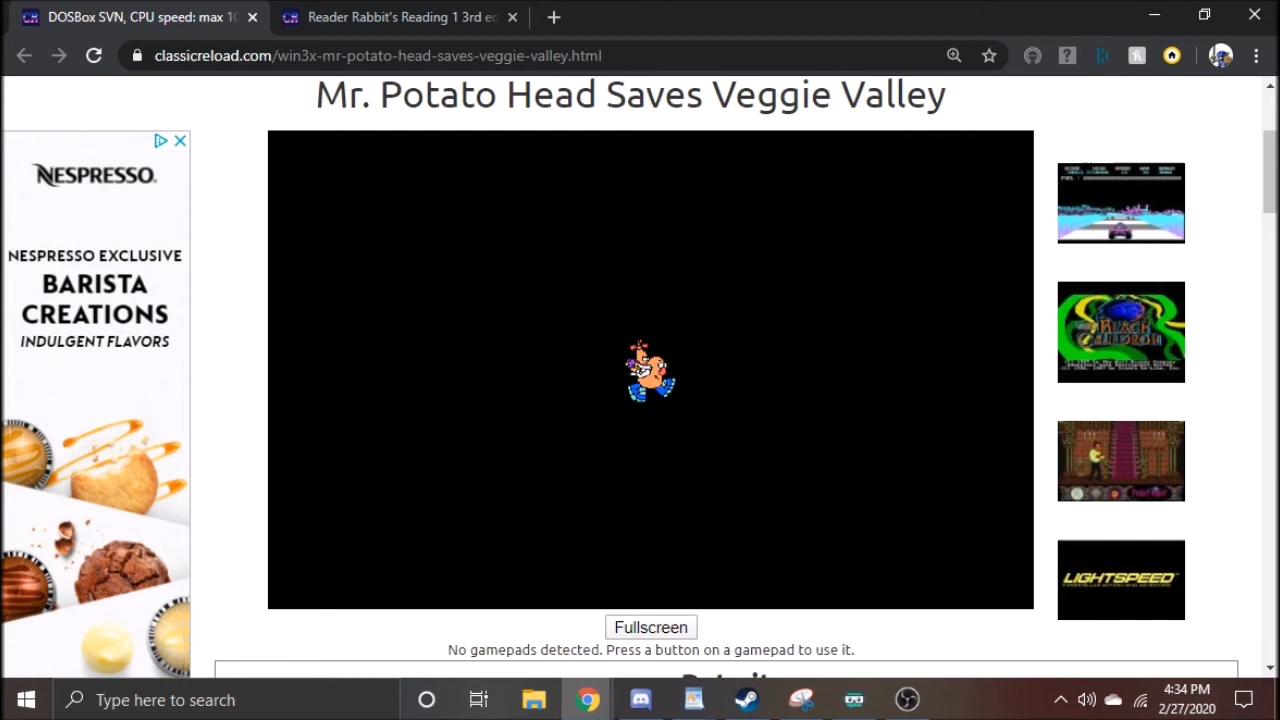 DOSBox SVN, CPU speed: max 10
Reader Rabbit's Reading 1 3rd ed
classicreload.com/win3x-mr-potato-head-saves-veggie-valley.html
Mr. Potato Head Saves Veggie Valley
NESPRESSO.
NESPRESSO EXCLUSIVE
BARISTA
CREATIONS
INDULGENT FLAVORS
BLACK
CAULDRON
LIGHTSPEED
Fullscreen
No gamepads detected. Press a button on a gamepad to use it.
Type here to search
4:34 PM
2/27/2020